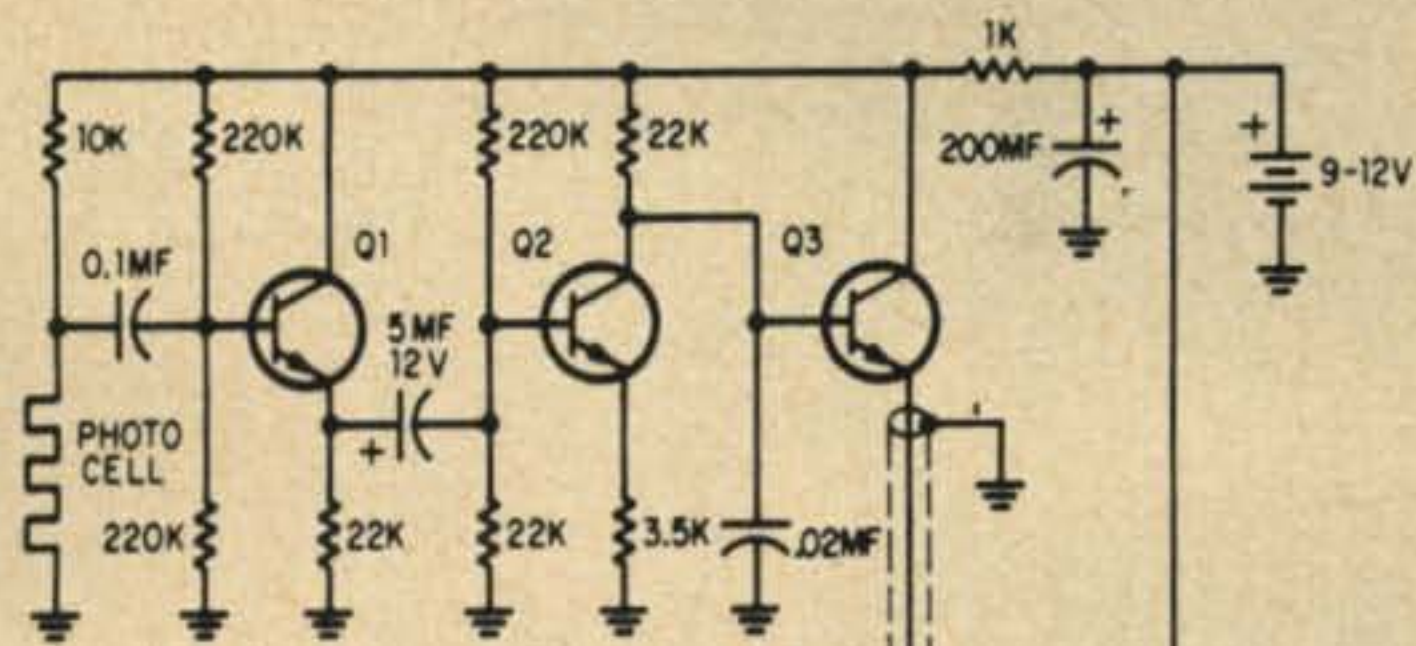 1K
10K
220K
220K
22K
200MF
+
+
9-12V
Q1
Q2
Q3
0.1MF
5MF
12V
+
PHOTO
CELL
220K
22K
22K
3.5K
.02MF